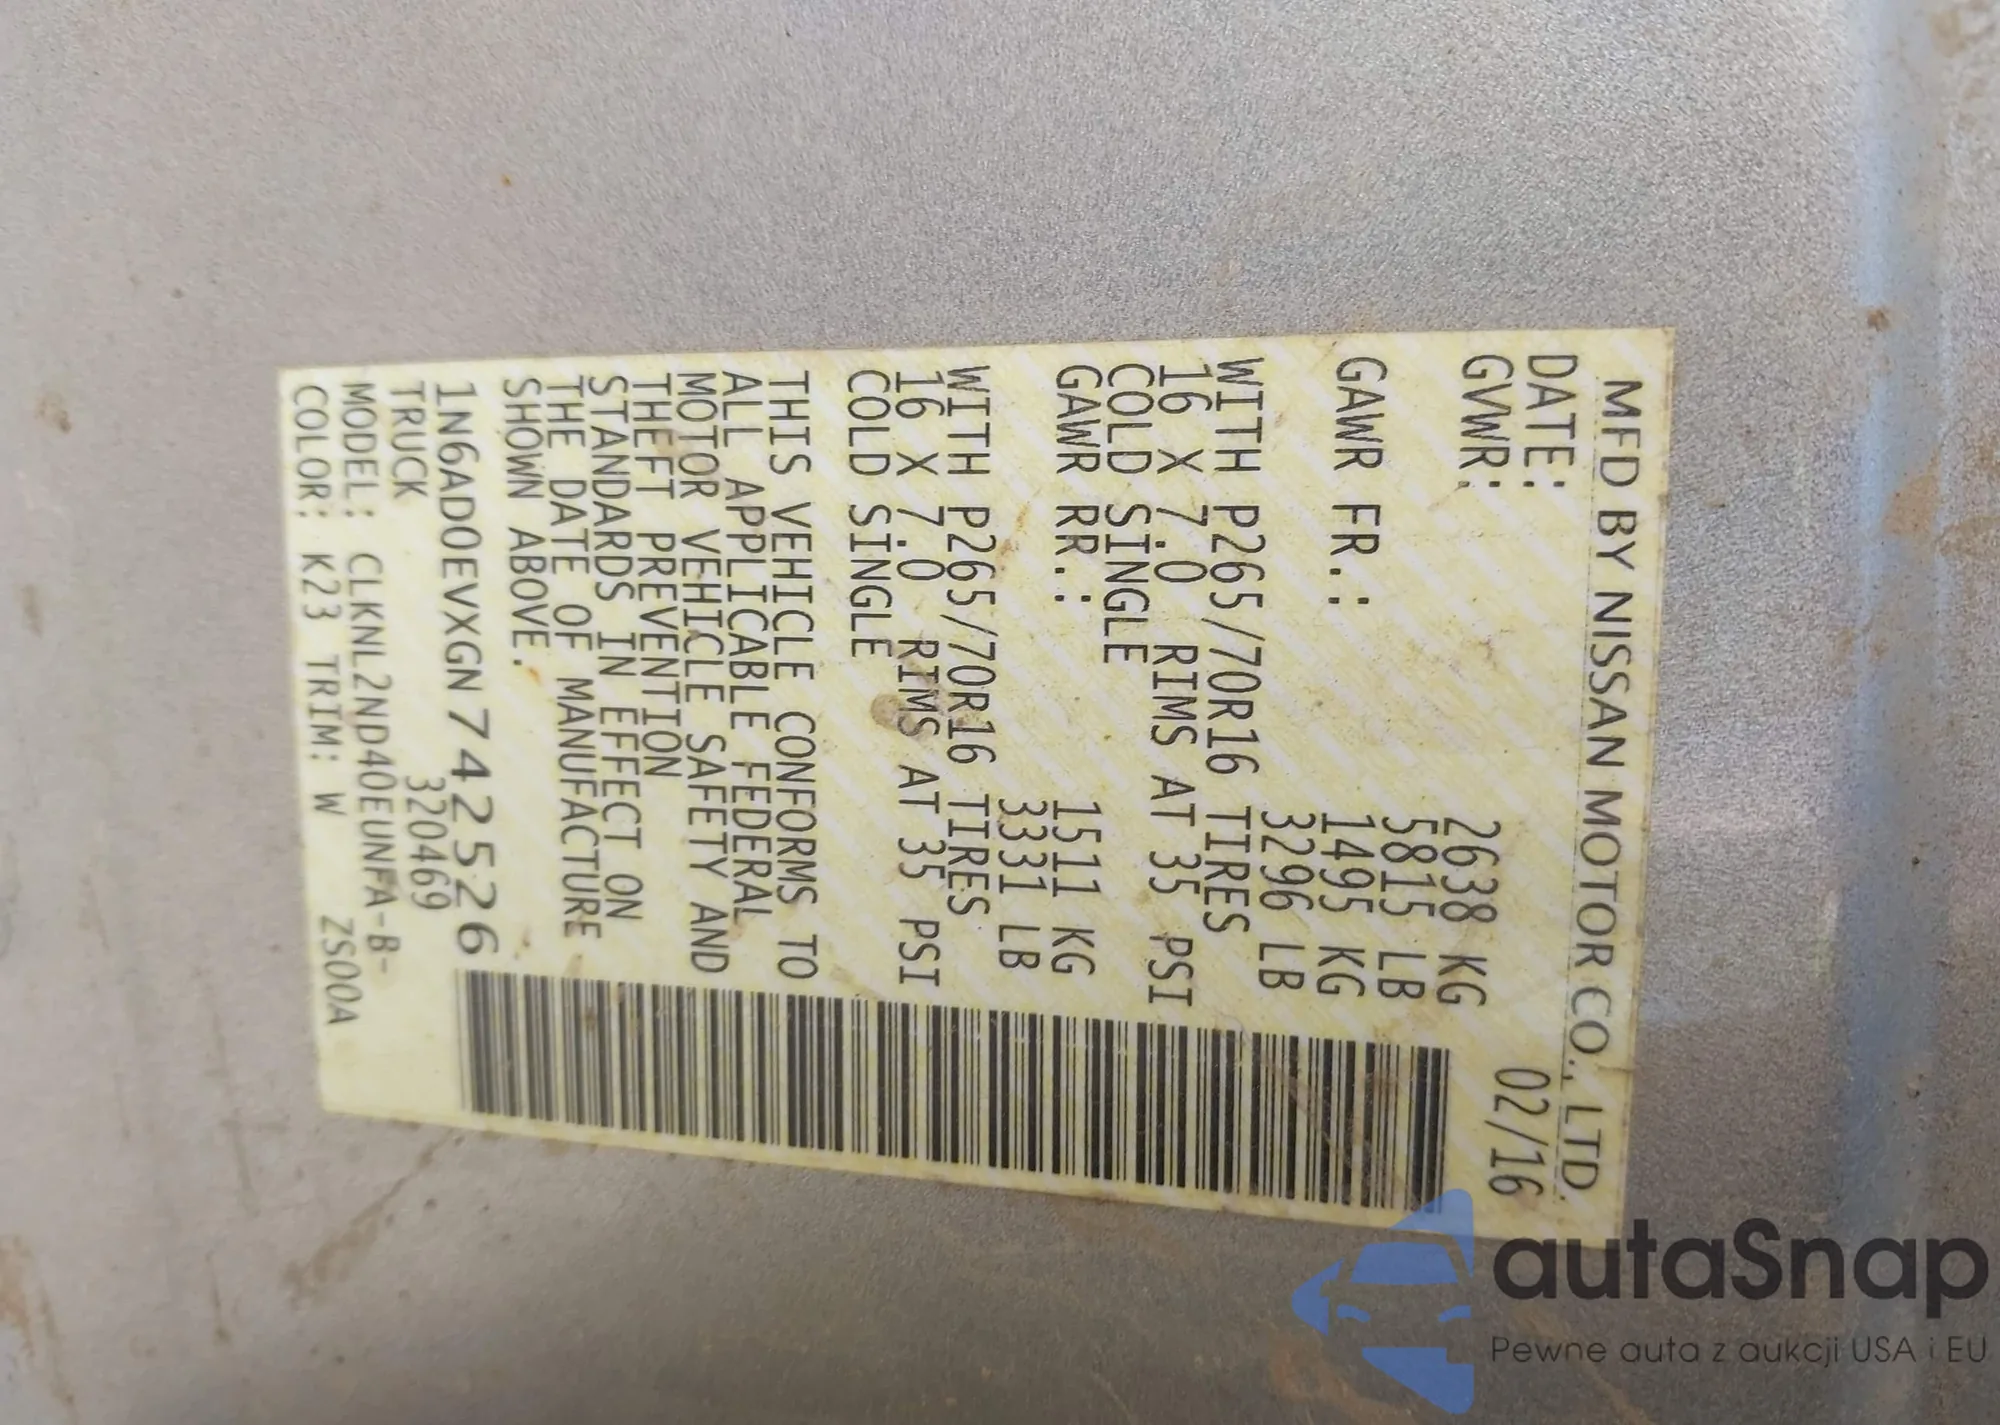 MFD BY NISSAN MOTOR CO., LTD.
DATE: 02/16
GVWR: 2638 KG
5815 LB
GAWR FR.: 1495 KG
3296 LB
WITH P265/70R16 TIRES
16 X 7.0 RIMS AT 35 PSI
COLD SINGLE
GAWR RR.: 1511 KG
3331 LB
WITH P265/70R16 TIRES
16 X 7.0 RIMS AT 35 PSI
COLD SINGLE
THIS VEHICLE CONFORMS TO
ALL APPLICABLE FEDERAL
MOTOR VEHICLE SAFETY AND
THEFT PREVENTION
STANDARDS IN EFFECT ON
THE DATE OF MANUFACTURE
SHOWN ABOVE.
1N6AD0EVXGN742526
TRUCK 3204469
MODEL: CLKNL2ND40EUNFA-B-
COLOR: K23 TRIM: W ZS00A
autaSnap
Pewne auta z aukcji USA i EU